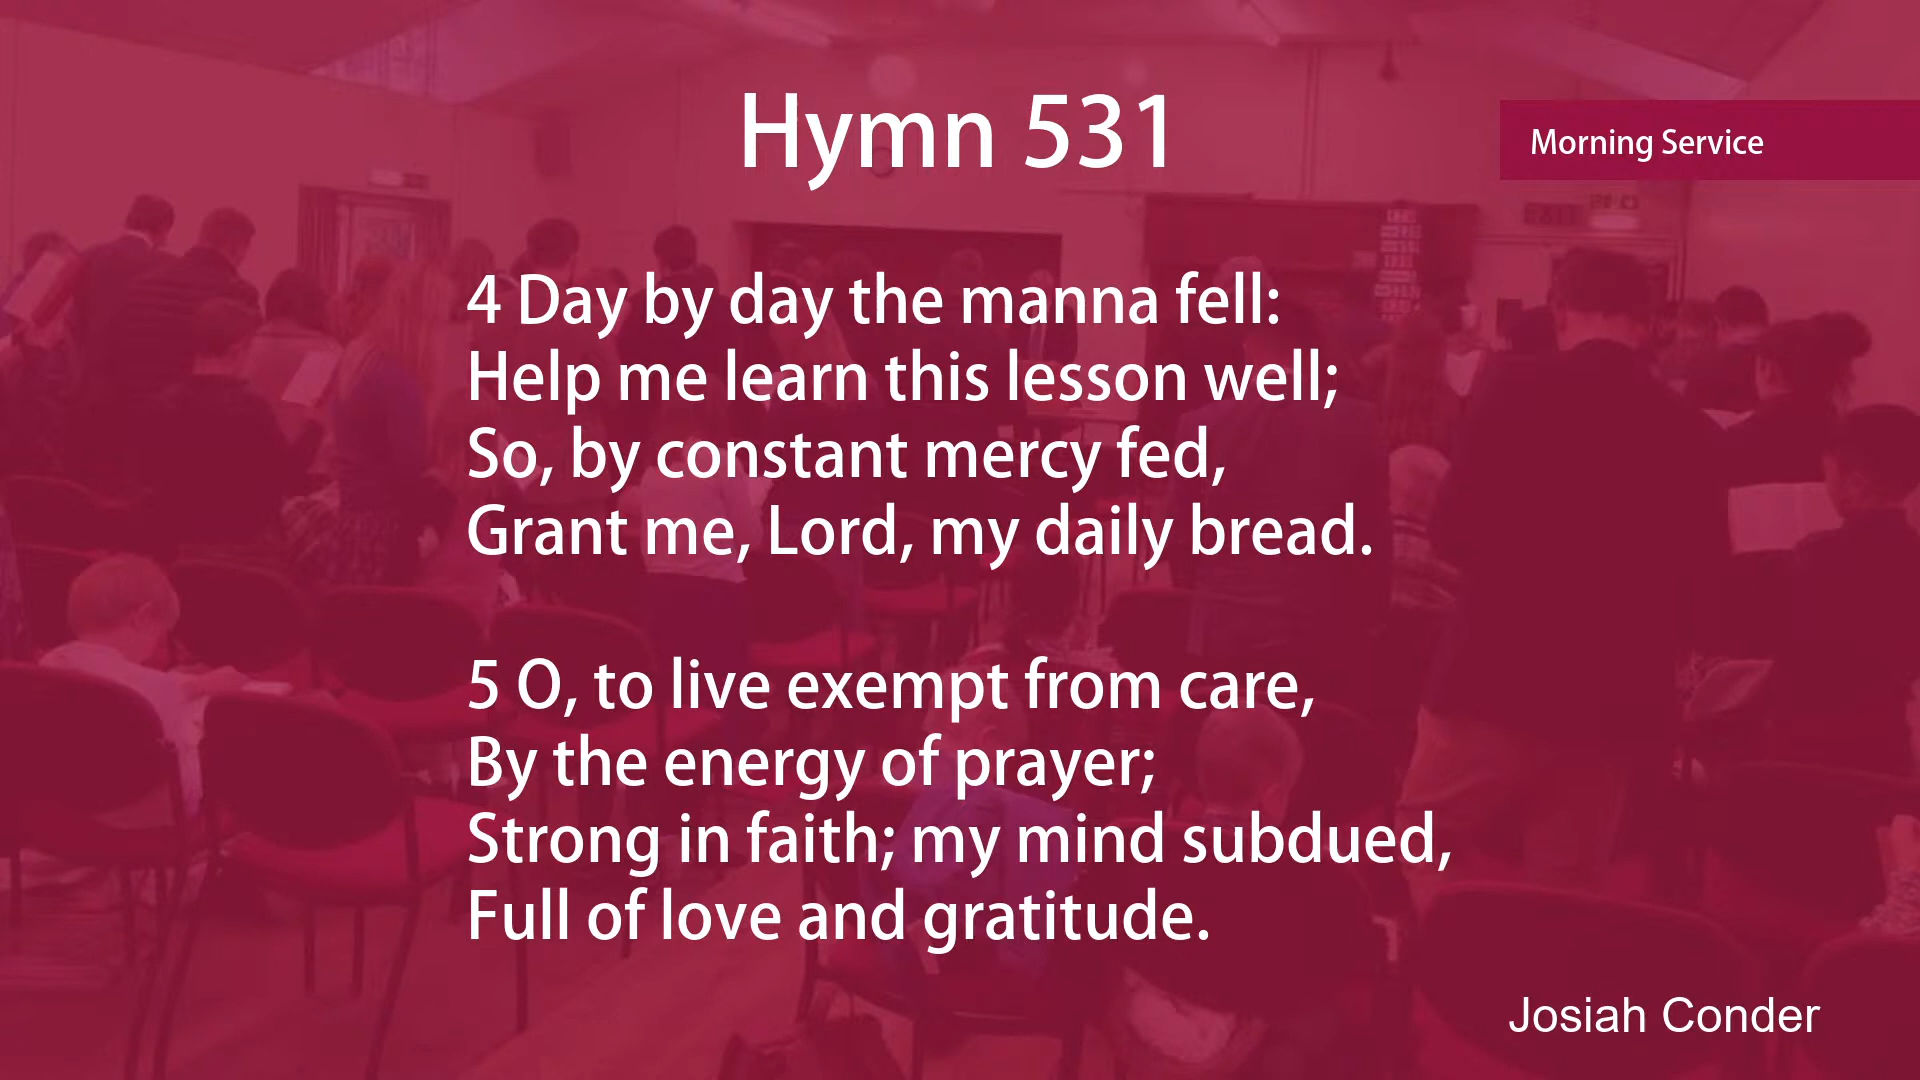 Hymn 531
Morning Service
4 Day by day the manna fell:
Help me learn this lesson well;
So, by constant mercy fed,
Grant me, Lord, my daily bread.
5 O, to live exempt from care,
By the energy of prayer;
Strong in faith; my mind subdued,
Full of love and gratitude.
Josiah Conder